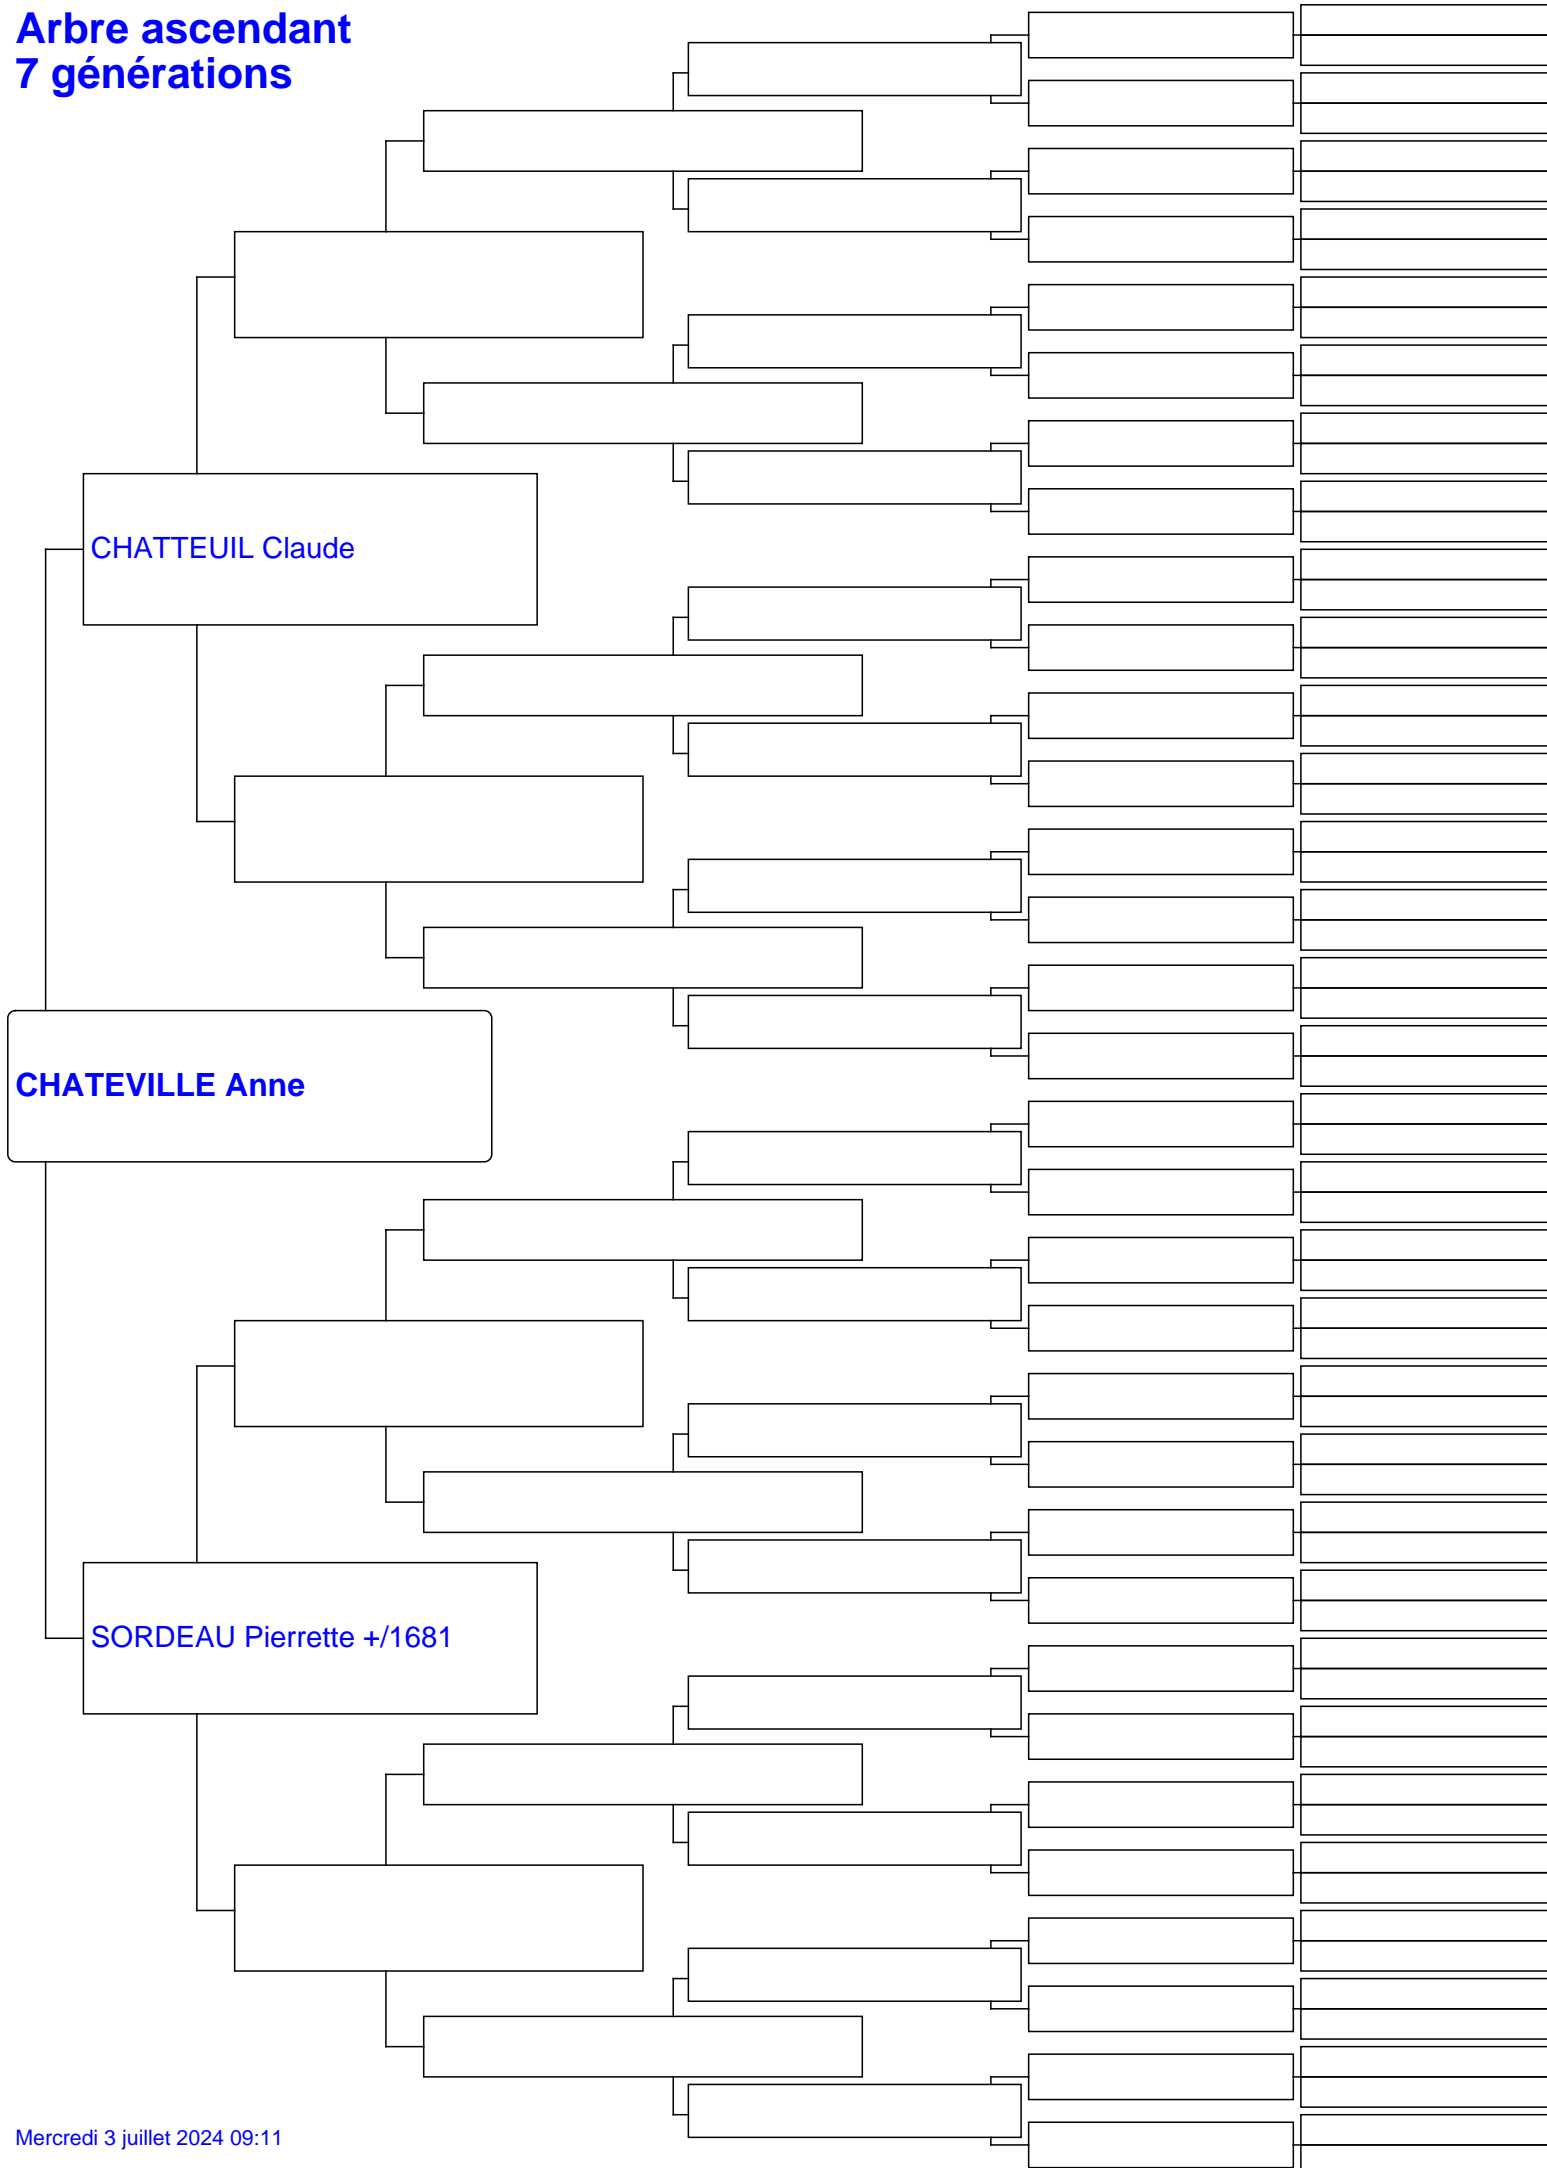 Arbre ascendant
7 générations
CHATTEUIL Claude
CHATEVILLE Anne
SORDEAU Pierrette +/1681
Mercredi 3 juillet 2024 09:11